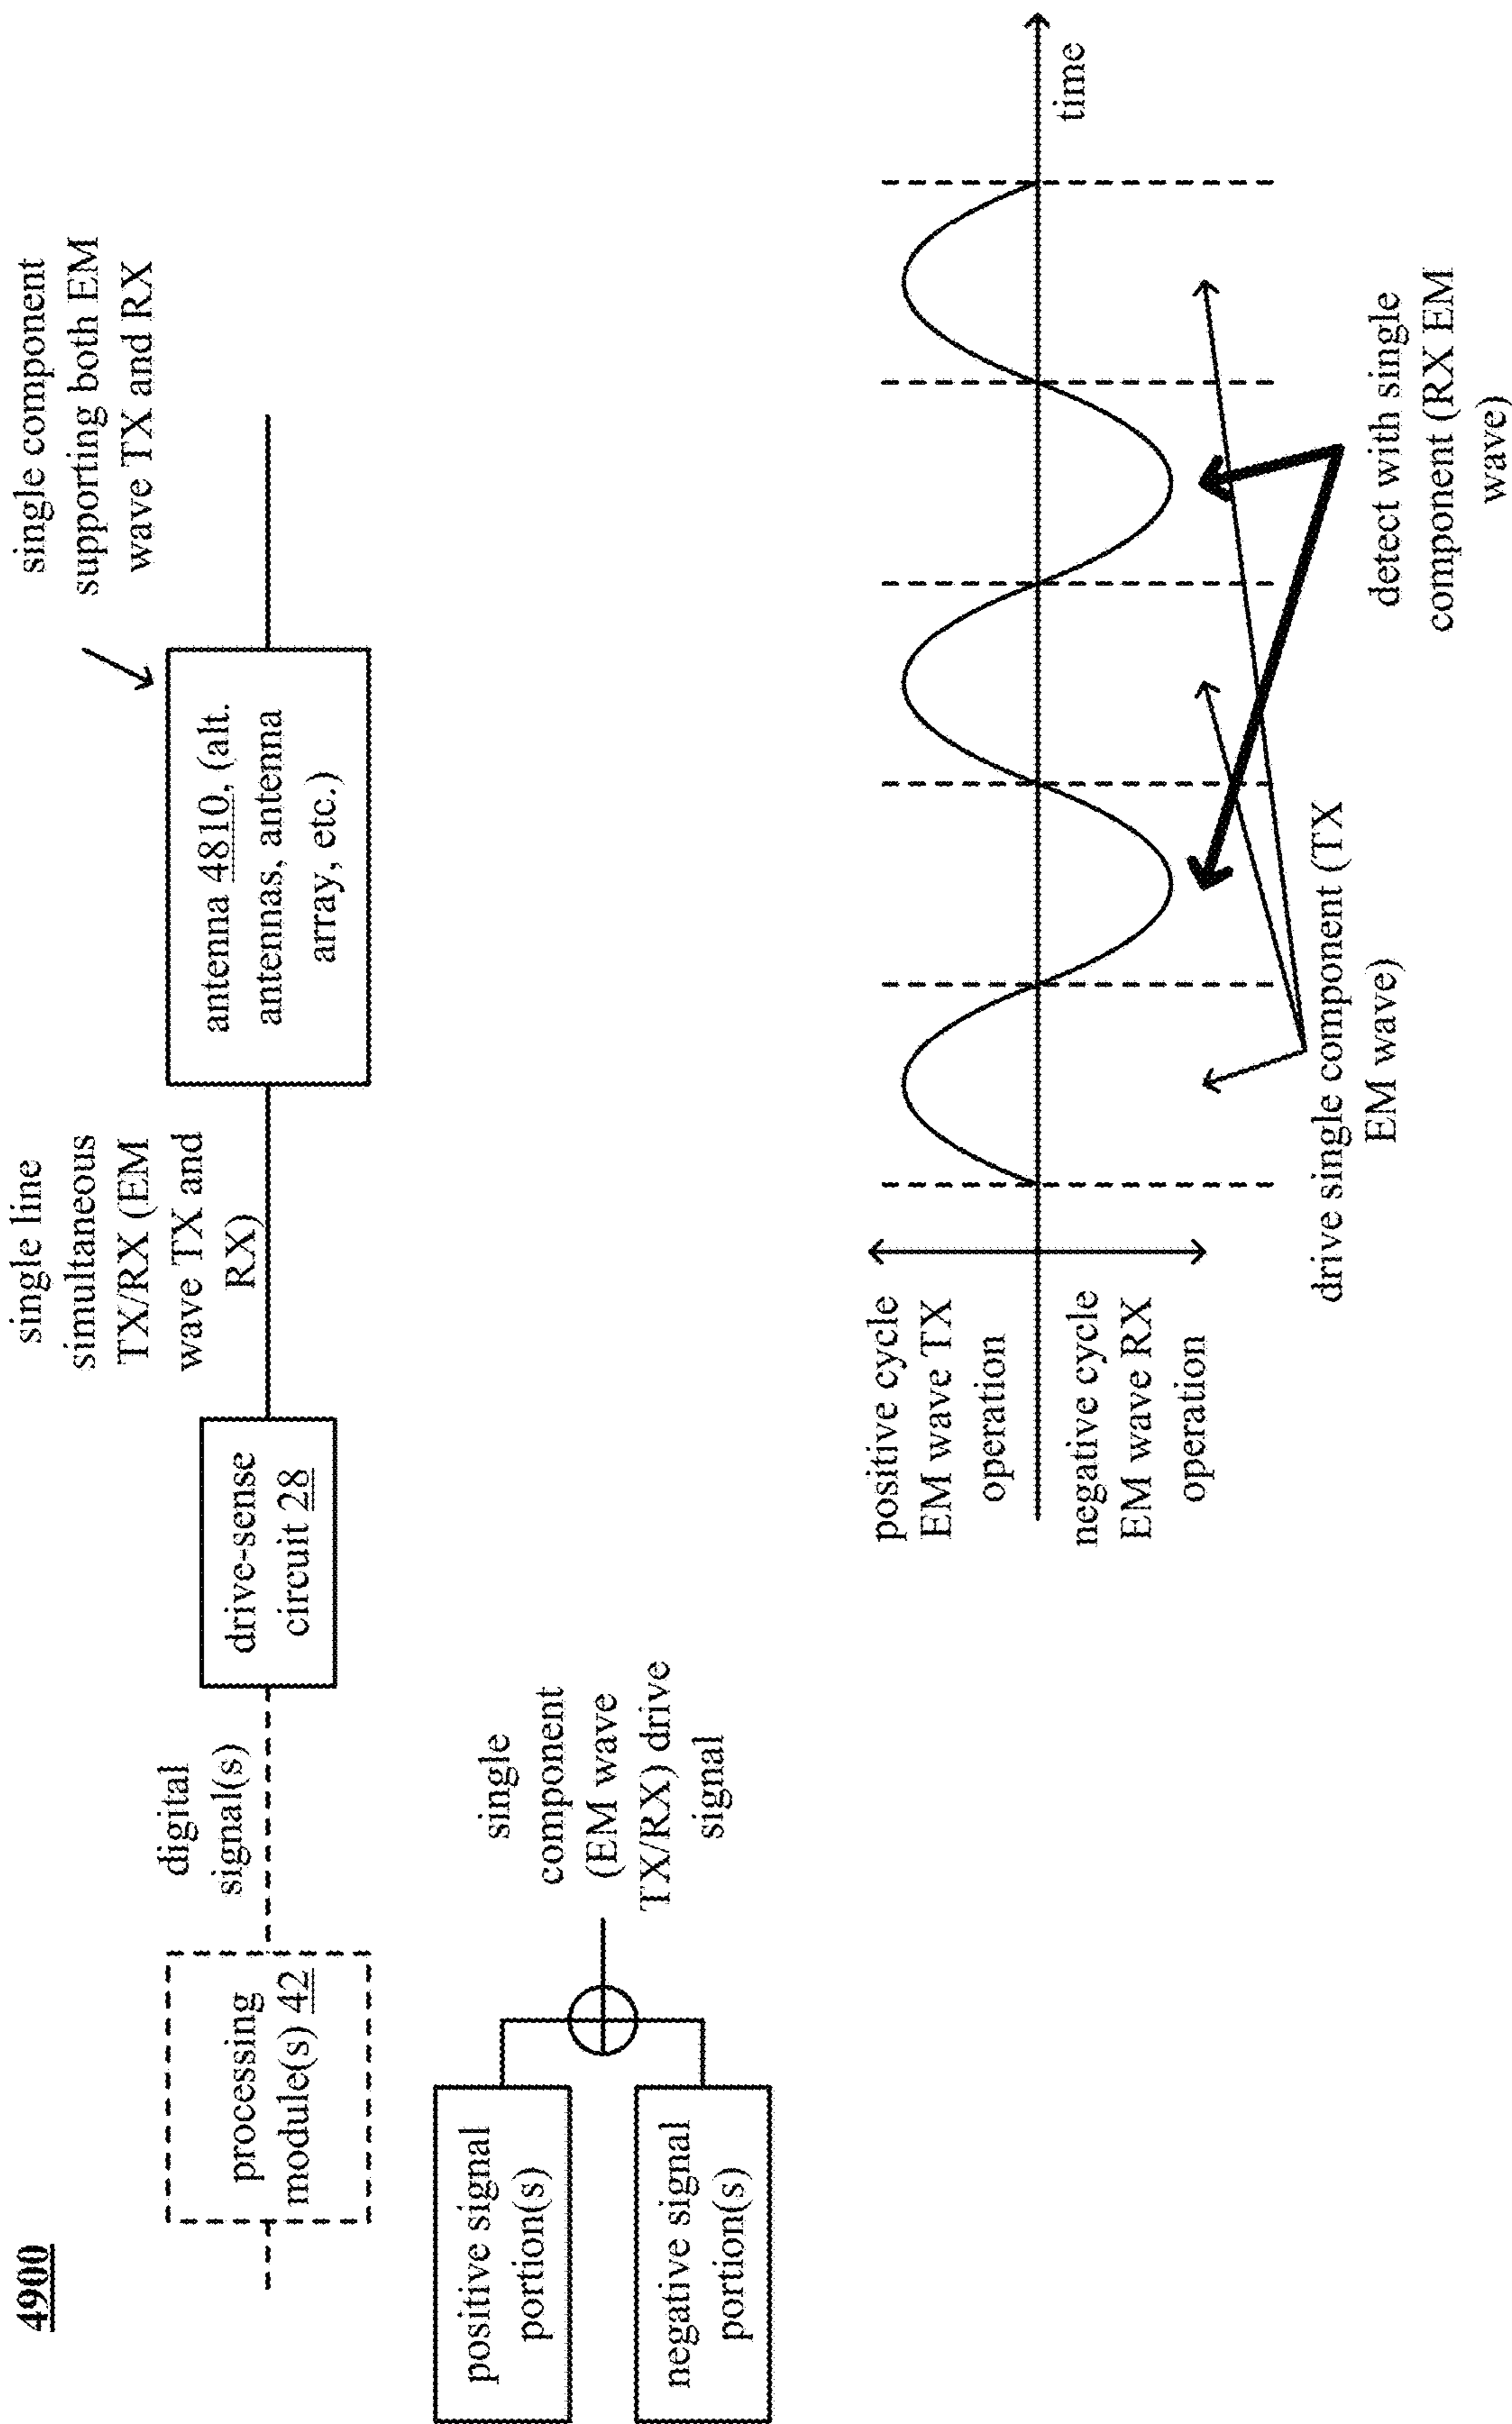 4900
processing
module(s) 42
digital
signal(s)
drive-sense
circuit 28
single line
simultaneous
TX/RX (EM
wave TX and
RX)
antenna 4810, (alt.
antennas, antenna
array, etc.)
single component
supporting both EM
wave TX and RX
positive signal
portion(s)
negative signal
portion(s)
single
component
(EM wave
TX/RX) drive
signal
positive cycle
EM wave TX
operation
negative cycle
EM wave RX
operation
time
drive single component (TX
EM wave)
detect with single
component (RX EM
wave)